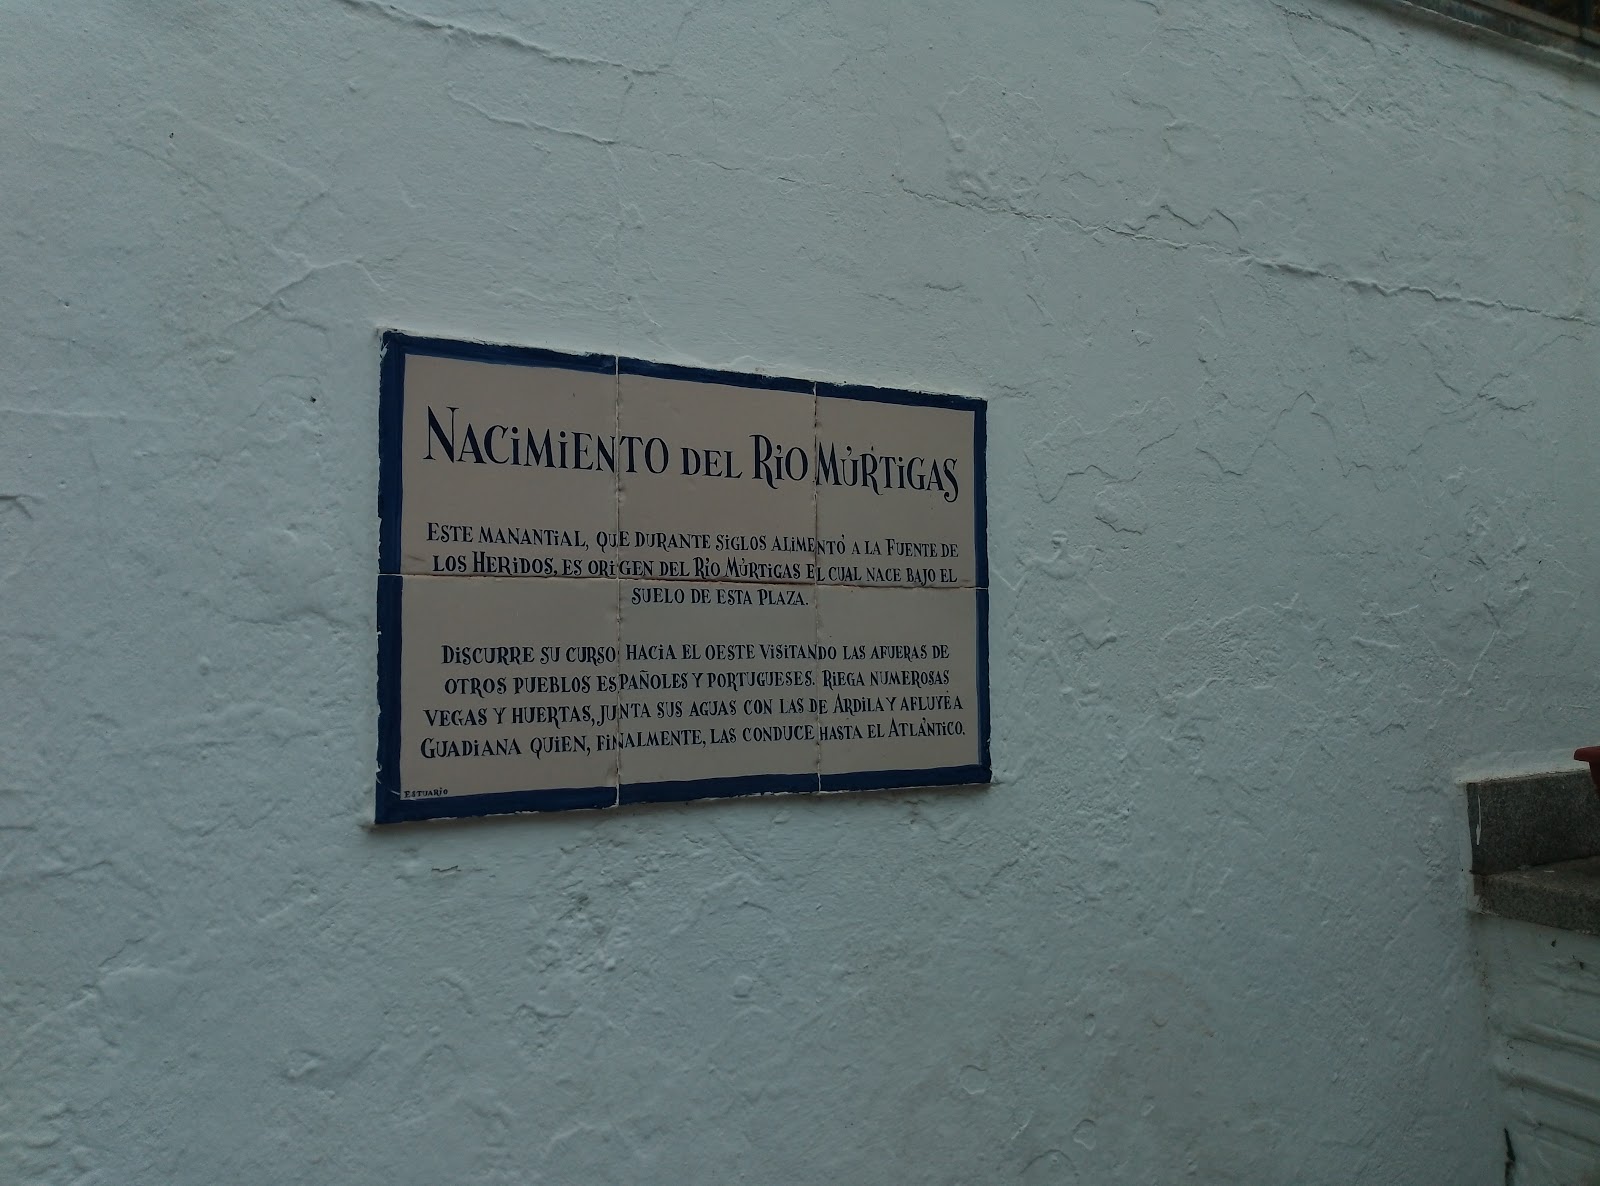 NACIMIENTO DEL RÍO MÚRTIGAS
ESTE MANANTIAL, QUE DURANTE SIGLOS ALIMENTÓ A LA FUENTE DE
LOS HERIDOS, ES ORIGEN DEL RÍO MÚRTIGAS EL CUAL NACE BAJO EL
SUELO DE ESTA PLAZA.
DISCURRE SU CURSO HACIA EL OESTE VISITANDO LAS AFUERAS DE
OTROS PUEBLOS ESPAÑOLES Y PORTUGUESES. RIEGA NUMEROSAS
VEGAS Y HUERTAS, JUNTA SUS AGUAS CON LAS DE ARDILA Y AFLUYE A
GUADIANA QUIEN, FINALMENTE, LAS CONDUCE HASTA EL ATLÁNTICO.
ESTUARIO